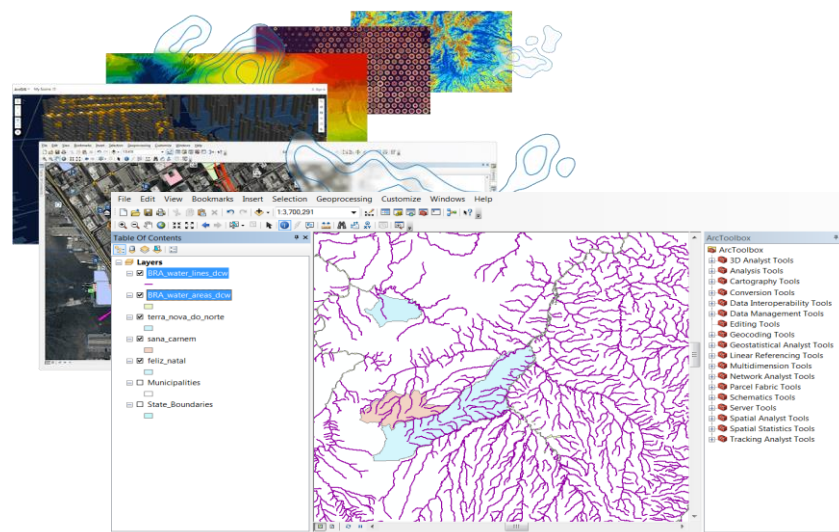 File Edit View Bookmarks Insert Selection Geoprocessing Customize Windows Help
1:3,700,291
Table Of Contents
Layers
BRA_water_lines_dcw
BRA_water_areas_dcw
terra_nova_do_norte
sana_carnem
feliz_natal
Municipalities
State_Boundaries
ArcToolbox
ArcToolbox
3D Analyst Tools
Analysis Tools
Cartography Tools
Conversion Tools
Data Interoperability Tools
Data Management Tools
Editing Tools
Geocoding Tools
Geostatistical Analyst Tools
Linear Referencing Tools
Multidimension Tools
Network Analyst Tools
Parcel Fabric Tools
Schematics Tools
Server Tools
Spatial Analyst Tools
Spatial Statistics Tools
Tracking Analyst Tools